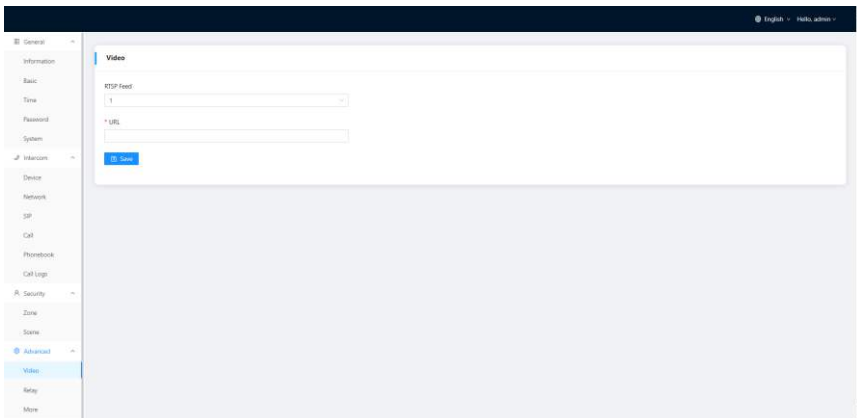 English Hello, admin
General
Information
Basic
Time
Password
System
Intercom
Device
Network
SIP
Call
Phonebook
Call Logs
Security
Zone
Scene
Advanced
Video
Relay
More
Video
RTSP Feed
1
* URL
Save